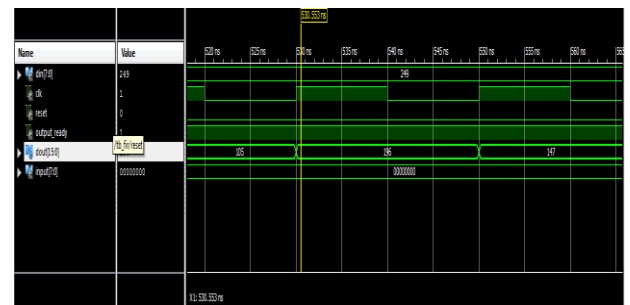 530.553 ns
Name Value 520 ns 525 ns 530 ns 535 ns 540 ns 545 ns 550 ns 555 ns 560 ns 565
din[7:0] 249 249
clk 1
reset 0
output_ready 1
/tb_fir/reset
dout[15:0] 105 196 147
input[7:0] 00000000 00000000
X1: 530.553 ns